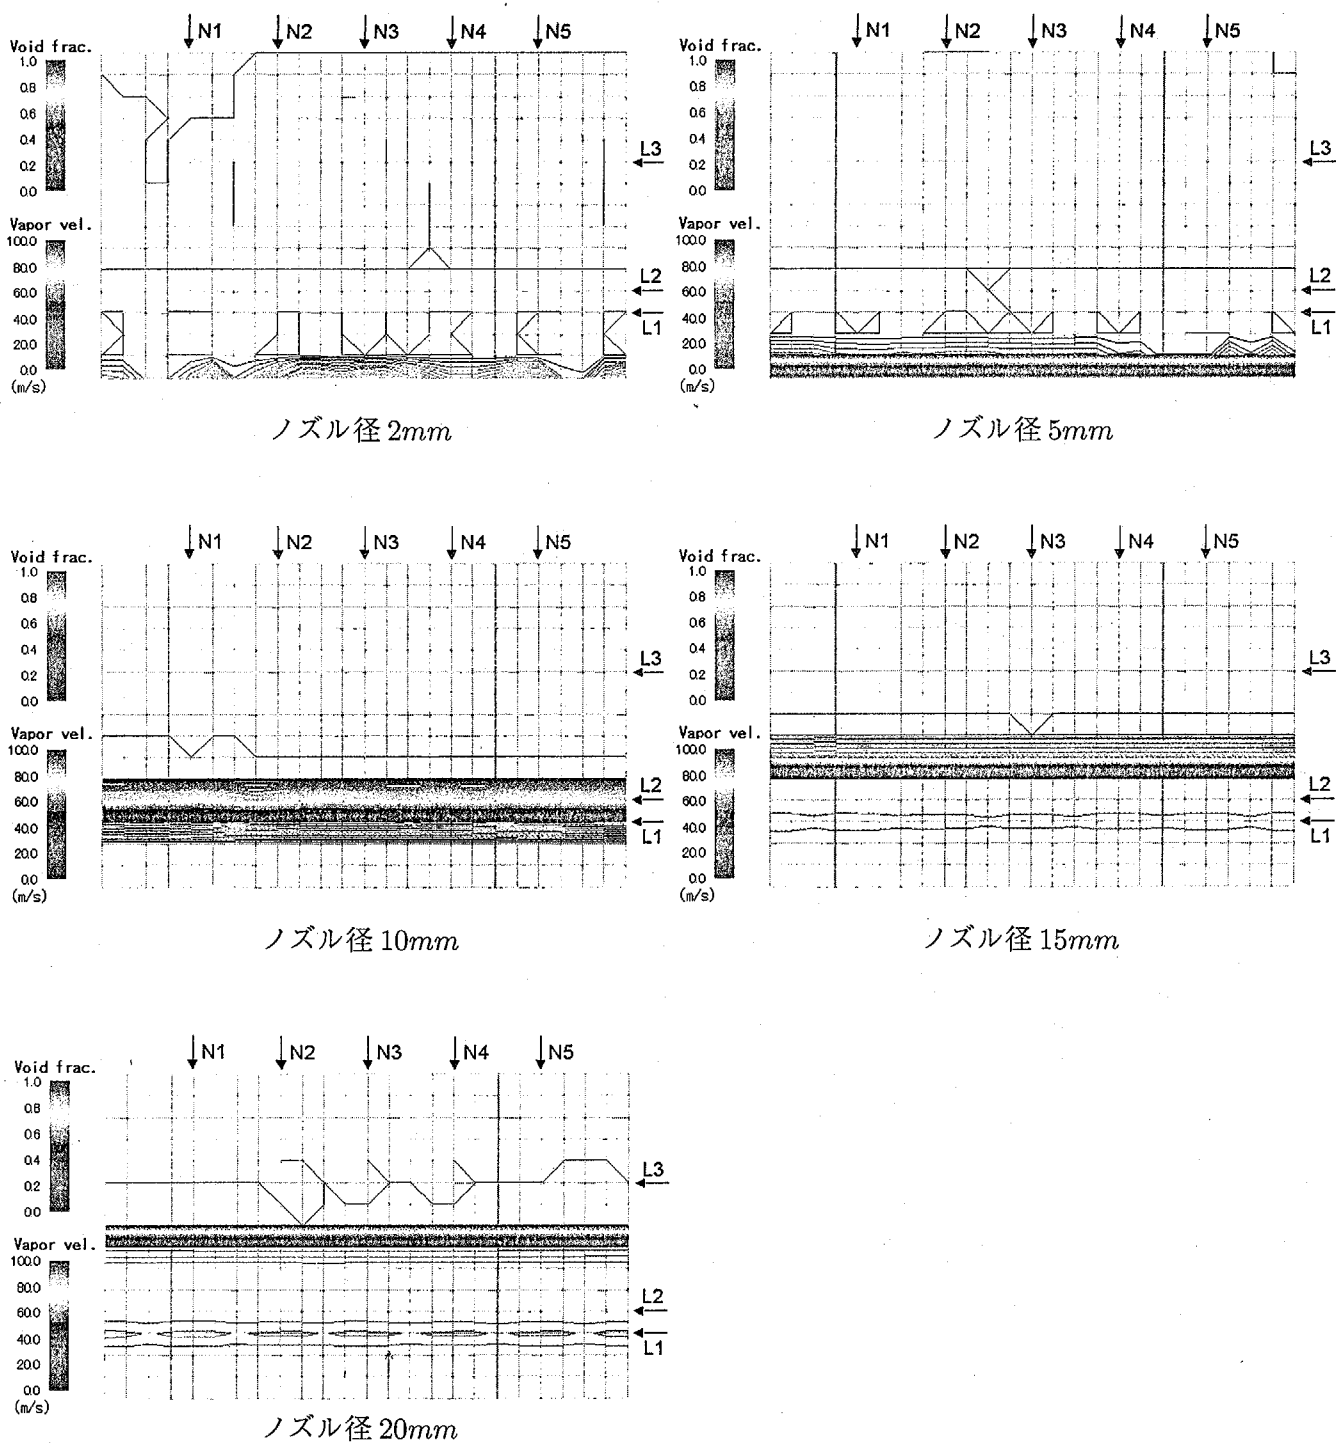 N1 N2 N3 N4 N5
Void frac.
1.0
0.8
0.6
0.4
0.2
0.0
L3
Vapor vel.
100.0
80.0
60.0
40.0
20.0
0.0
(m/s)
L2
L1
ノズル径 2mm
N1 N2 N3 N4 N5
Void frac.
1.0
0.8
0.6
0.4
0.2
0.0
L3
Vapor vel.
100.0
80.0
60.0
40.0
20.0
0.0
(m/s)
L2
L1
ノズル径 5mm
N1 N2 N3 N4 N5
Void frac.
1.0
0.8
0.6
0.4
0.2
0.0
L3
Vapor vel.
100.0
80.0
60.0
40.0
20.0
0.0
(m/s)
L2
L1
ノズル径 10mm
N1 N2 N3 N4 N5
Void frac.
1.0
0.8
0.6
0.4
0.2
0.0
L3
Vapor vel.
100.0
80.0
60.0
40.0
20.0
0.0
(m/s)
L2
L1
ノズル径 15mm
N1 N2 N3 N4 N5
Void frac.
1.0
0.8
0.6
0.4
0.2
0.0
L3
Vapor vel.
100.0
80.0
60.0
40.0
20.0
0.0
(m/s)
L2
L1
ノズル径 20mm